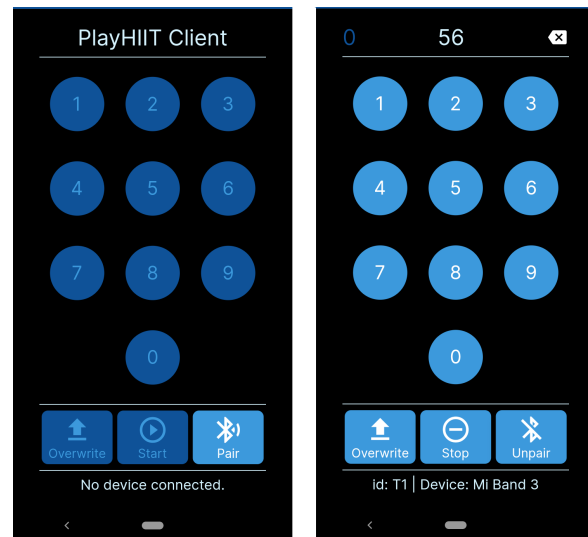 PlayHIIT Client
1 2 3
4 5 6
7 8 9
0
Overwrite Start Pair
No device connected.
0 56
1 2 3
4 5 6
7 8 9
0
Overwrite Stop Unpair
id: T1 | Device: Mi Band 3